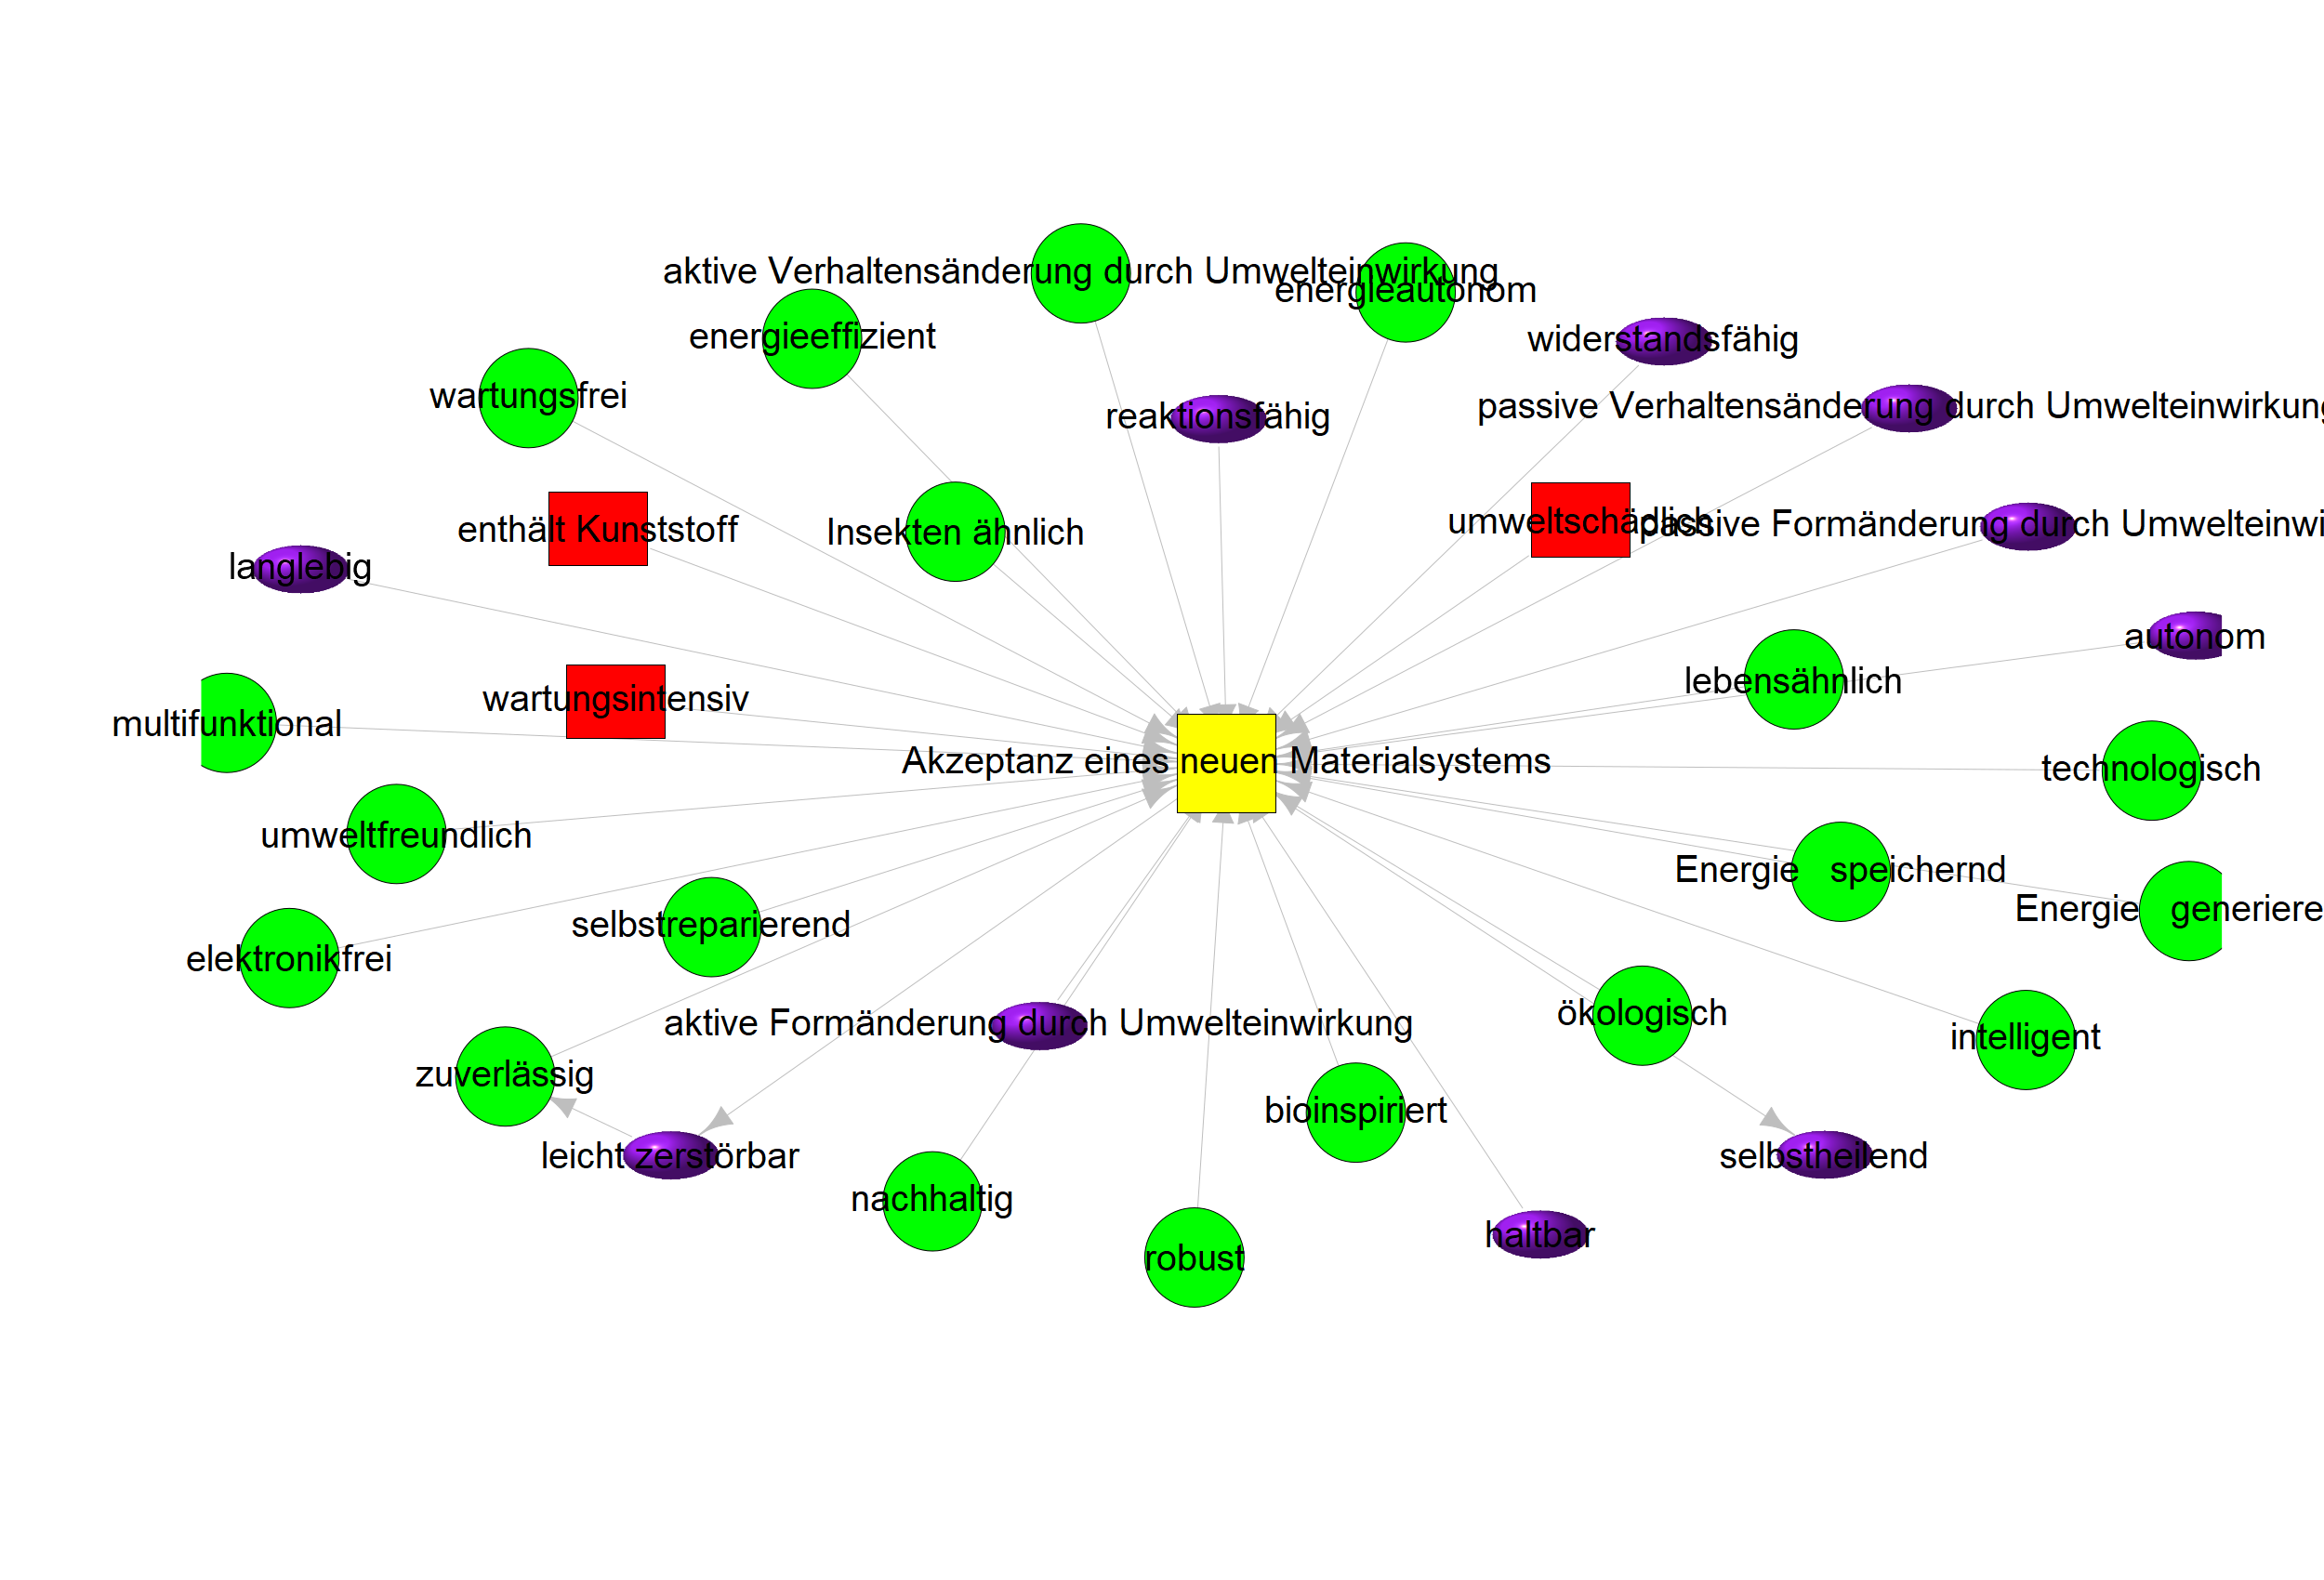 aktive Verhaltensänderung durch Umwelteinwirkung
energieautonom
energieeffizient
widerstandsfähig
wartungsfrei
reaktionsfähig
passive Verhaltensänderung durch Umwelteinwirkung
enthält Kunststoff
Insekten ähnlich
umweltschädlich
passive Formänderung durch Umwelteinwi
langlebig
autonom
lebensähnlich
wartungsintensiv
multifunktional
Akzeptanz eines neuen Materialsystems
technologisch
umweltfreundlich
Energie speichernd
Energie generiere
selbstreparierend
elektronikfrei
aktive Formänderung durch Umwelteinwirkung
ökologisch
intelligent
zuverlässig
bioinspiriert
leicht zerstörbar
selbstheilend
nachhaltig
haltbar
robust